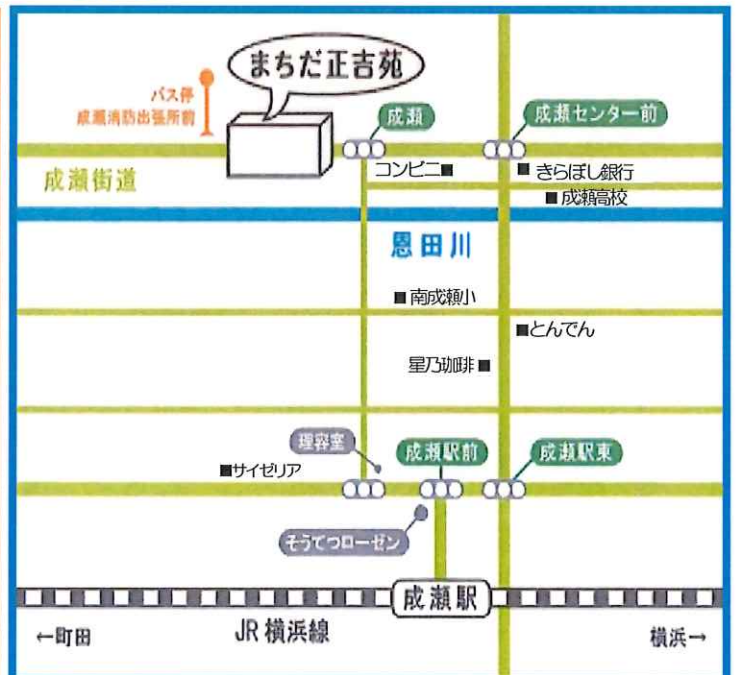 まちだ正吉苑
バス停
成瀬消防出張所前
成瀬
成瀬センター前
成瀬街道
コンビニ■
■きらぼし銀行
■成瀬高校
恩田川
■南成瀬小
■とんでん
星乃珈琲■
理容室
成瀬駅前
成瀬駅東
■サイゼリア
そうてつローゼン
成瀬駅
←町田
JR 横浜線
横浜→